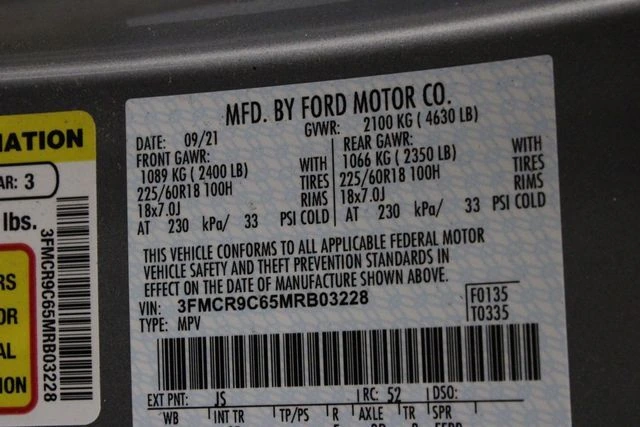 MATION
AR: 3
lbs.
RS
OR
AL
ION
3FMCR9C65MRB03228
MFD. BY FORD MOTOR CO.
DATE: 09/21 GVWR: 2100 KG ( 4630 LB)
FRONT GAWR: REAR GAWR:
1089 KG ( 2400 LB) WITH 1066 KG ( 2350 LB) WITH
225/60R18 100H TIRES 225/60R18 100H TIRES
18x7.0J RIMS 18x7.0J RIMS
AT 230 kPa/ 33 PSI COLD AT 230 kPa/ 33 PSI COLD
THIS VEHICLE CONFORMS TO ALL APPLICABLE FEDERAL MOTOR
VEHICLE SAFETY AND THEFT PREVENTION STANDARDS IN
EFFECT ON THE DATE OF MANUFACTURE SHOWN ABOVE.
VIN: 3FMCR9C65MRB03228 F0135
TYPE: MPV T0335
EXT PNT: JS RC: 52 DSO:
WB INT TR TP/PS R AXLE TR SPR